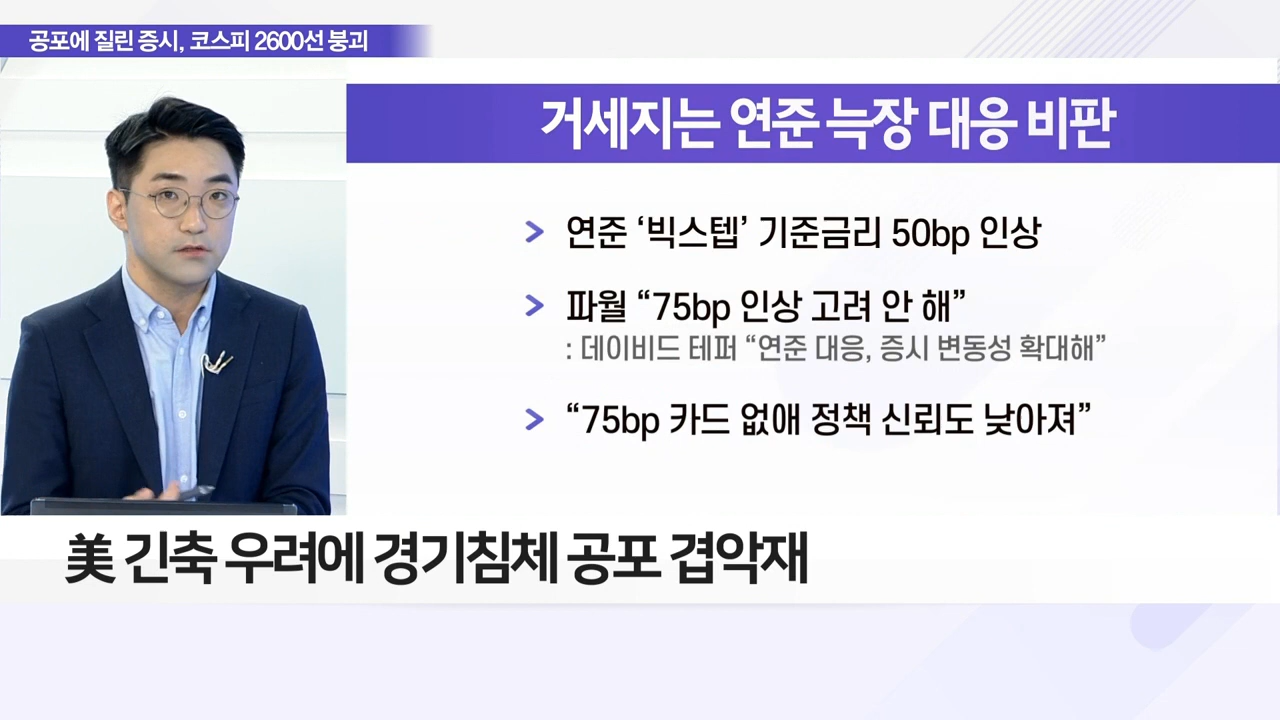 공포에 질린 증시, 코스피 2600선 붕괴
거세지는 연준 늑장 대응 비판
> 연준 ‘빅스텝’ 기준금리 50bp 인상
> 파월 “75bp 인상 고려 안 해”
: 데이비드 테퍼 “연준 대응, 증시 변동성 확대해”
> “75bp 카드 없애 정책 신뢰도 낮아져”
美 긴축 우려에 경기침체 공포 겹악재